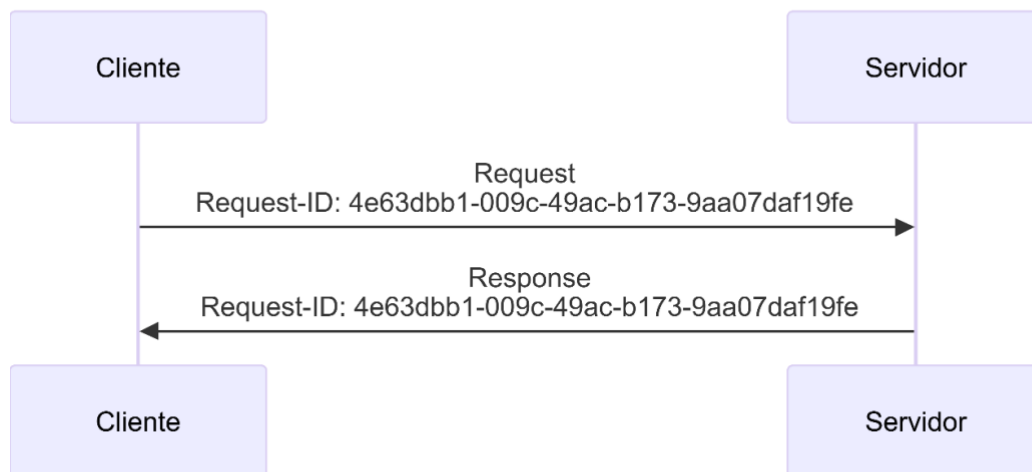 Cliente
Servidor
Request
Request-ID: 4e63dbb1-009c-49ac-b173-9aa07daf19fe
Response
Request-ID: 4e63dbb1-009c-49ac-b173-9aa07daf19fe
Cliente
Servidor